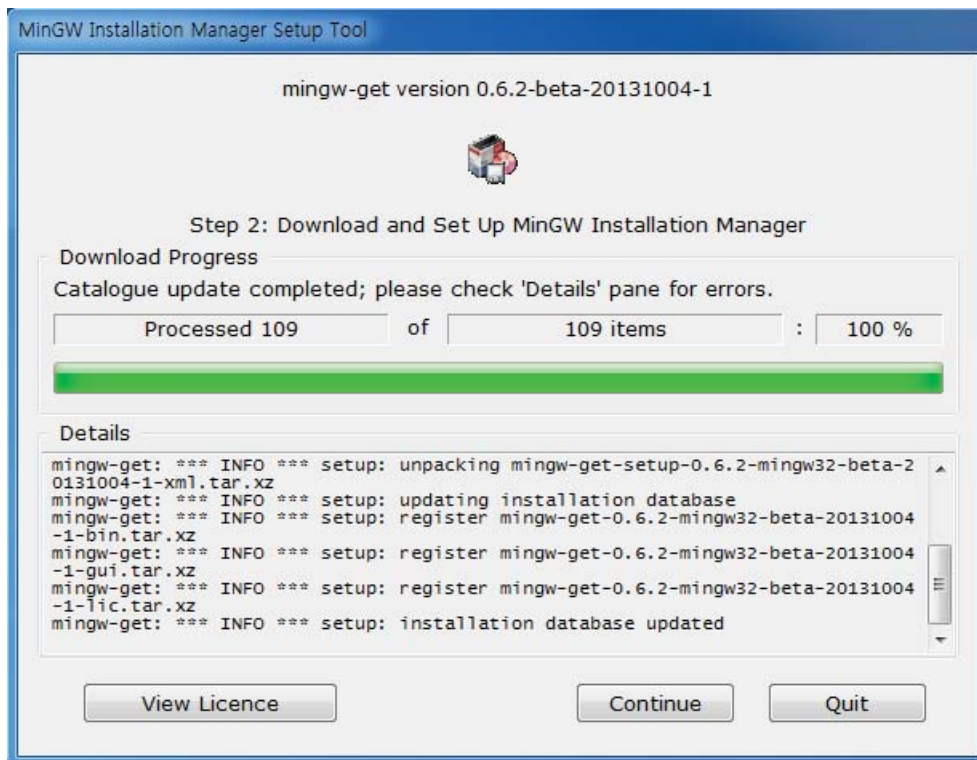 MinGW Installation Manager Setup Tool
mingw-get version 0.6.2-beta-20131004-1
Step 2: Download and Set Up MinGW Installation Manager
Download Progress
Catalogue update completed; please check 'Details' pane for errors.
Processed 109 of 109 items : 100 %
Details
mingw-get: *** INFO *** setup: unpacking mingw-get-setup-0.6.2-mingw32-beta-2
0131004-1-xml.tar.xz
mingw-get: *** INFO *** setup: updating installation database
mingw-get: *** INFO *** setup: register mingw-get-0.6.2-mingw32-beta-20131004
-1-bin.tar.xz
mingw-get: *** INFO *** setup: register mingw-get-0.6.2-mingw32-beta-20131004
-1-gui.tar.xz
mingw-get: *** INFO *** setup: register mingw-get-0.6.2-mingw32-beta-20131004
-1-lic.tar.xz
mingw-get: *** INFO *** setup: installation database updated
View Licence Continue Quit